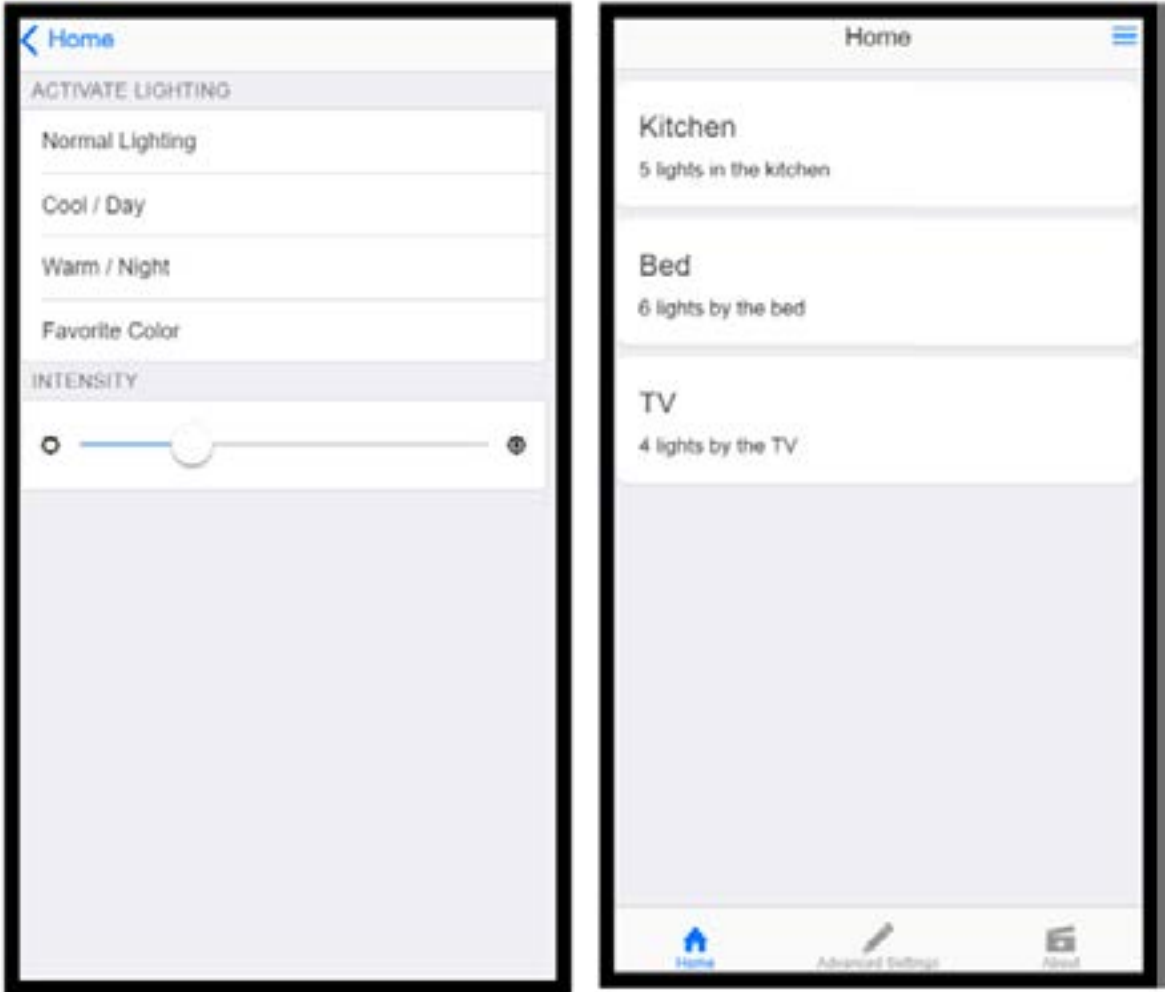 Home
ACTIVATE LIGHTING
Normal Lighting
Cool / Day
Warm / Night
Favorite Color
INTENSITY
Home
Kitchen
5 lights in the kitchen
Bed
6 lights by the bed
TV
4 lights by the TV
Home
Advanced Settings
About